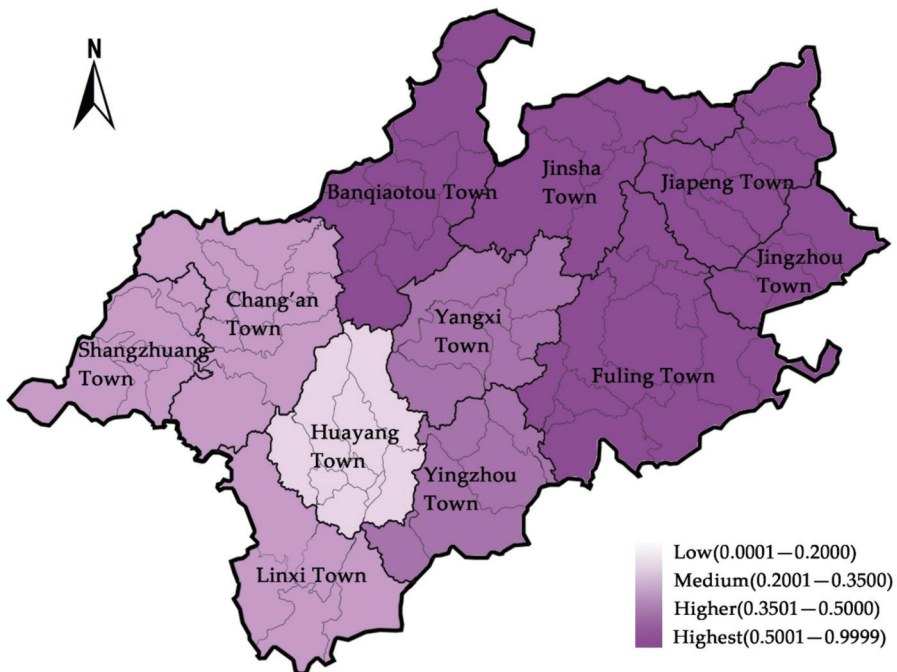 N
Banqiaotou Town
Jinsha
Town
Jiapeng Town
Jingzhou
Town
Chang'an
Town
Yangxi
Town
Shangzhuang
Town
Fuling Town
Huayang
Town
Yingzhou
Town
Linxi Town
Low(0.0001—0.2000)
Medium(0.2001—0.3500)
Higher(0.3501—0.5000)
Highest(0.5001—0.9999)